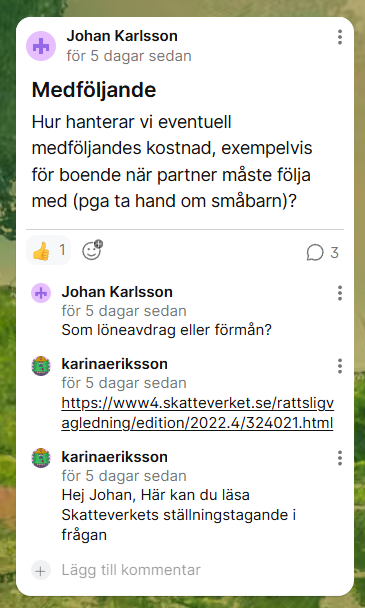 Johan Karlsson
för 5 dagar sedan
Medföljande
Hur hanterar vi eventuell
medföljandes kostnad, exempelvis
för boende när partner måste följa
med (pga ta hand om småbarn)?
1
3
Johan Karlsson
för 5 dagar sedan
Som löneavdrag eller förmån?
karinaeriksson
för 5 dagar sedan
https://www4.skatteverket.se/rattsligv
agledning/edition/2022.4/324021.html
karinaeriksson
för 5 dagar sedan
Hej Johan, Här kan du läsa
Skatteverkets ställningstagande i
frågan
Lägg till kommentar